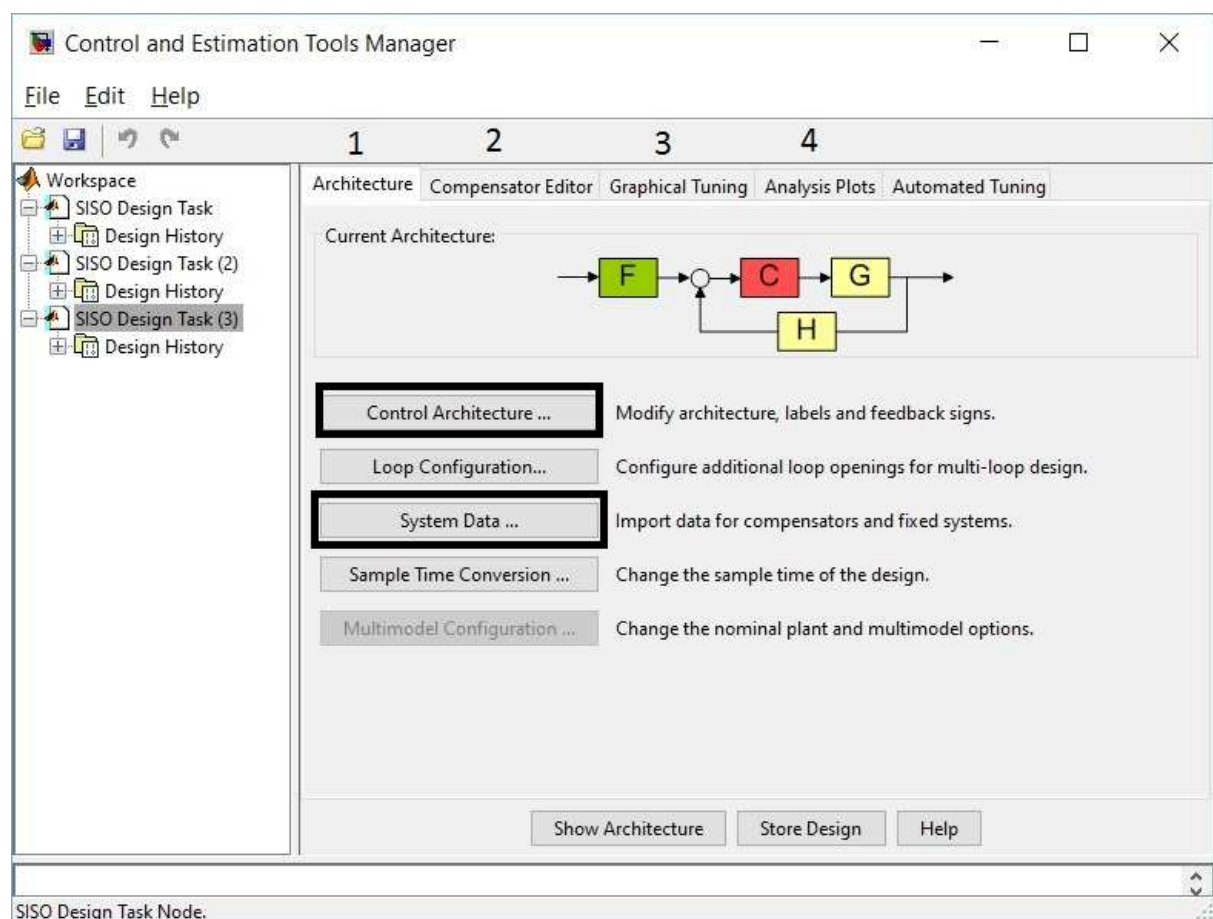 Control and Estimation Tools Manager
File Edit Help
1 2 3 4
Workspace
SISO Design Task
Design History
SISO Design Task (2)
Design History
SISO Design Task (3)
Design History
Architecture Compensator Editor Graphical Tuning Analysis Plots Automated Tuning
Current Architecture:
F C G
H
Control Architecture ... Modify architecture, labels and feedback signs.
Loop Configuration... Configure additional loop openings for multi-loop design.
System Data ... Import data for compensators and fixed systems.
Sample Time Conversion ... Change the sample time of the design.
Multimodel Configuration ... Change the nominal plant and multimodel options.
Show Architecture Store Design Help
SISO Design Task Node.